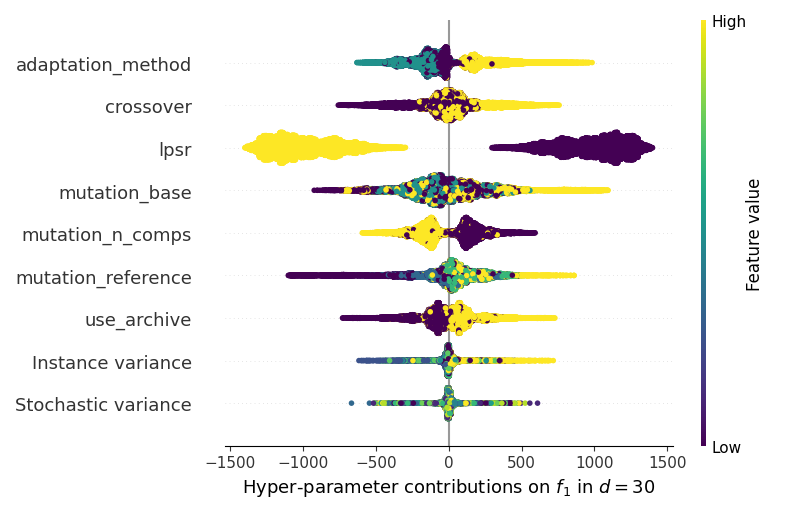 High
adaptation_method
crossover
lpsr
mutation_base
mutation_n_comps
mutation_reference
use_archive
Instance variance
Stochastic variance
Feature value
Low
−1500 −1000 −500 0 500 1000 1500
Hyper-parameter contributions on f₁ in d = 30